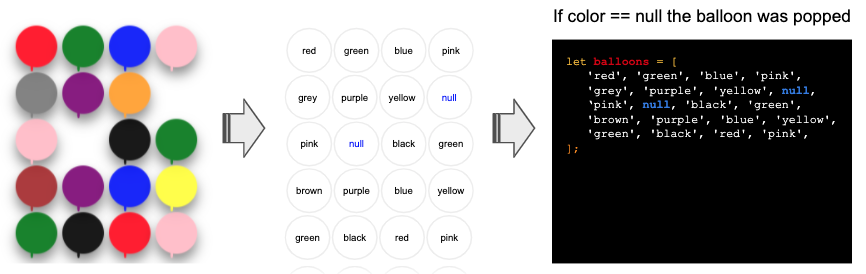 If color == null the balloon was popped
red green blue pink
grey purple yellow null
pink null black green
brown purple blue yellow
green black red pink
let balloons = [
'red', 'green', 'blue', 'pink',
'grey', 'purple', 'yellow', null,
'pink', null, 'black', 'green',
'brown', 'purple', 'blue', 'yellow',
'green', 'black', 'red', 'pink',
];